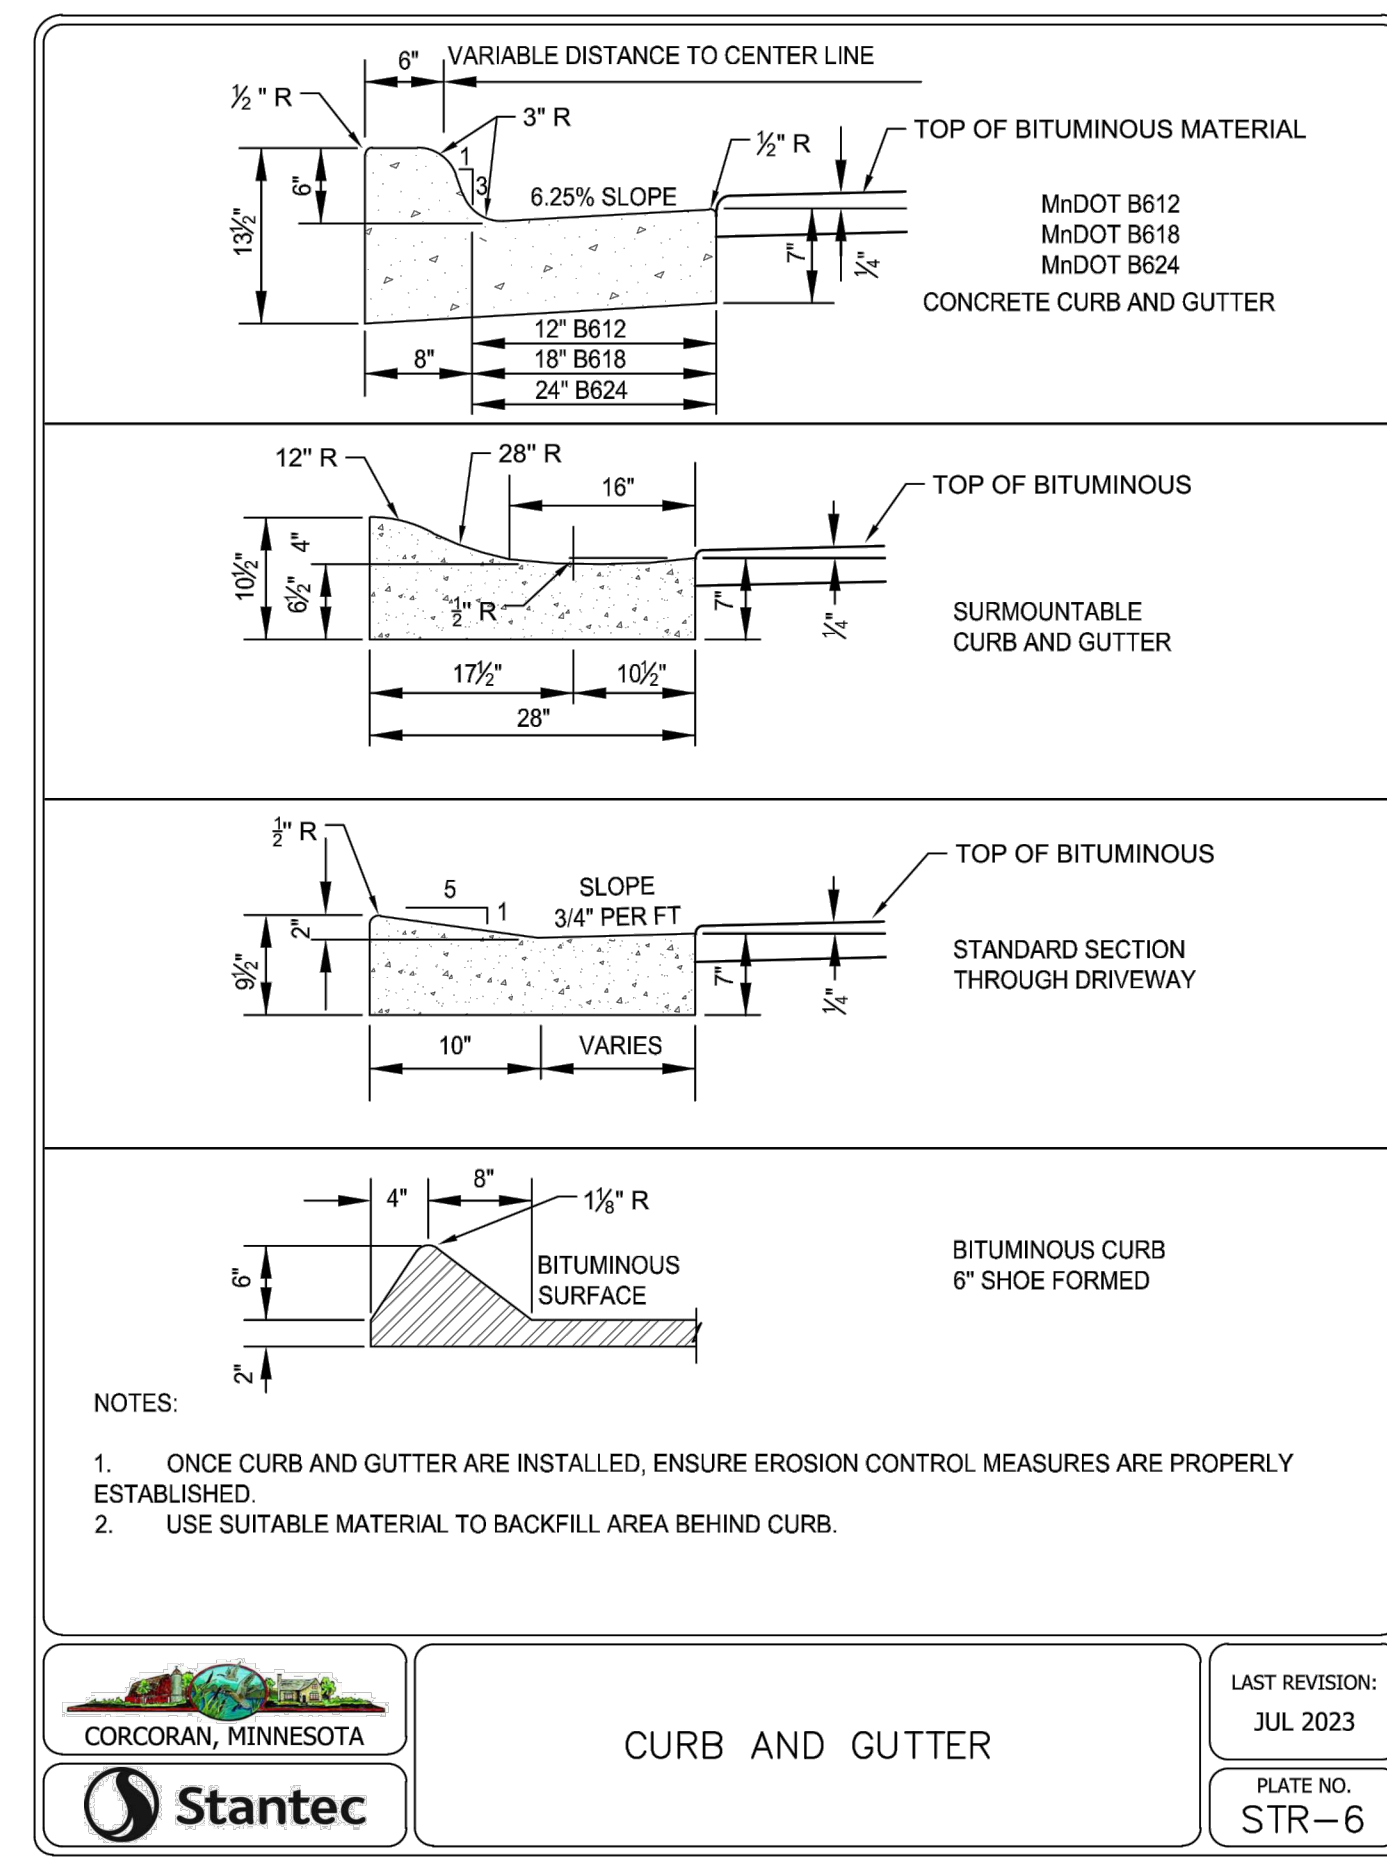 6" VARIABLE DISTANCE TO CENTER LINE
½" R
3" R
½" R
TOP OF BITUMINOUS MATERIAL
1
3
6"
13½"
6.25% SLOPE
7"
¼"
MnDOT B612
MnDOT B618
MnDOT B624
CONCRETE CURB AND GUTTER
12" B612
8"
18" B618
24" B624
12" R
28" R
16"
TOP OF BITUMINOUS
10½"
4"
6½"
½" R
7"
¼"
SURMOUNTABLE
CURB AND GUTTER
17½"
10½"
28"
½" R
5
1
SLOPE
3/4" PER FT
TOP OF BITUMINOUS
2"
9½"
7"
¼"
STANDARD SECTION
THROUGH DRIVEWAY
10"
VARIES
4"
8"
1⅛" R
6"
2"
BITUMINOUS
SURFACE
BITUMINOUS CURB
6" SHOE FORMED
NOTES:
1. ONCE CURB AND GUTTER ARE INSTALLED, ENSURE EROSION CONTROL MEASURES ARE PROPERLY
ESTABLISHED.
2. USE SUITABLE MATERIAL TO BACKFILL AREA BEHIND CURB.
CORCORAN, MINNESOTA
Stantec
CURB AND GUTTER
LAST REVISION:
JUL 2023
PLATE NO.
STR-6